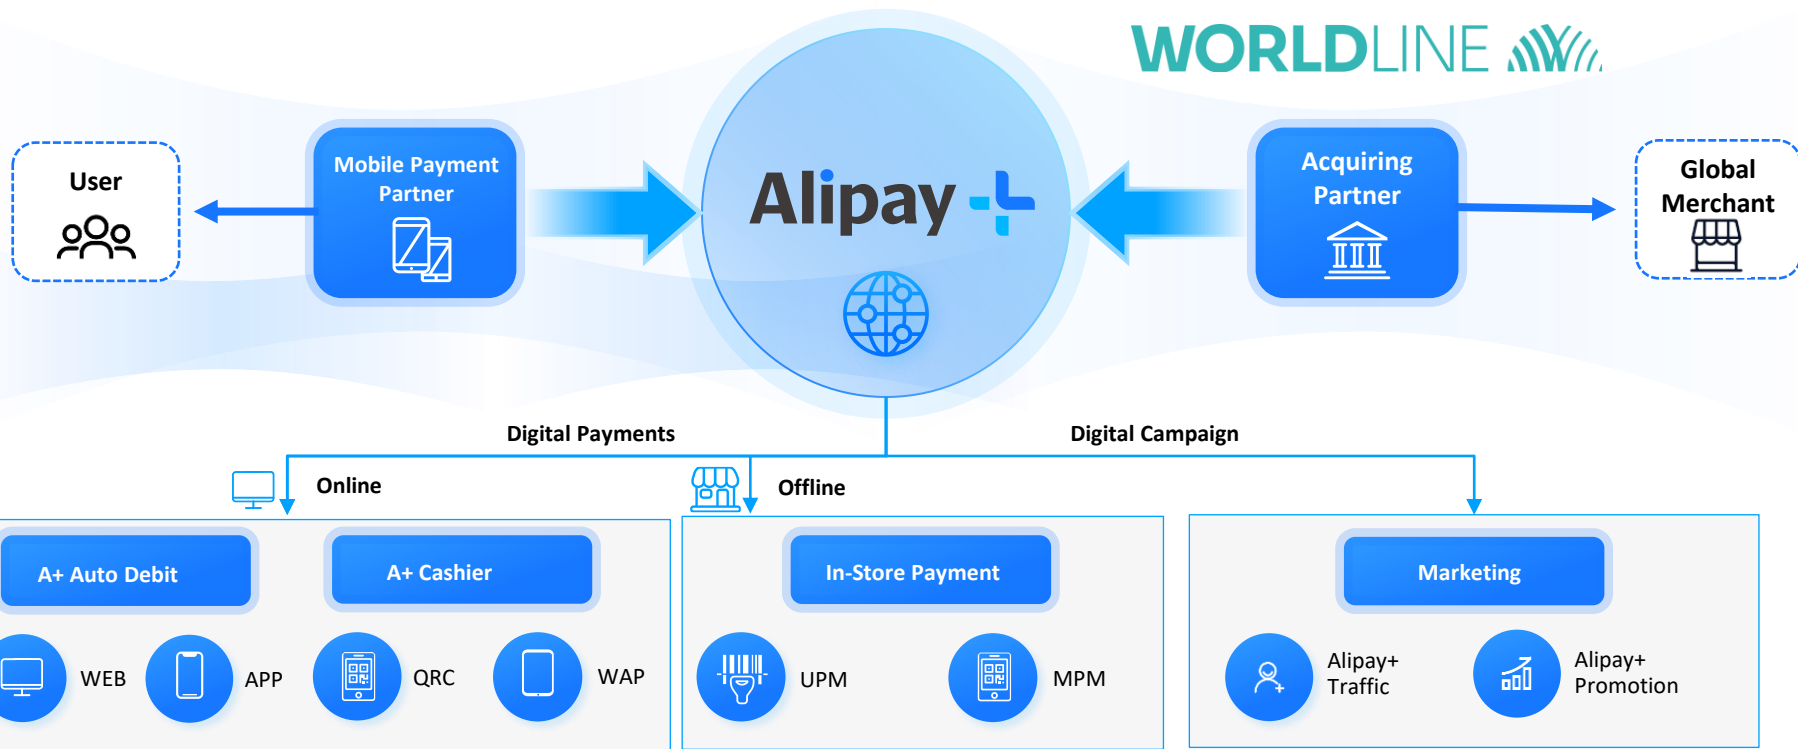 WORLDLINE
User
Mobile Payment
Partner
Alipay
Acquiring
Partner
Global
Merchant
Digital Payments
Digital Campaign
Online
Offline
A+ Auto Debit
A+ Cashier
In-Store Payment
Marketing
WEB
APP
QRC
WAP
UPM
MPM
Alipay+
Traffic
Alipay+
Promotion